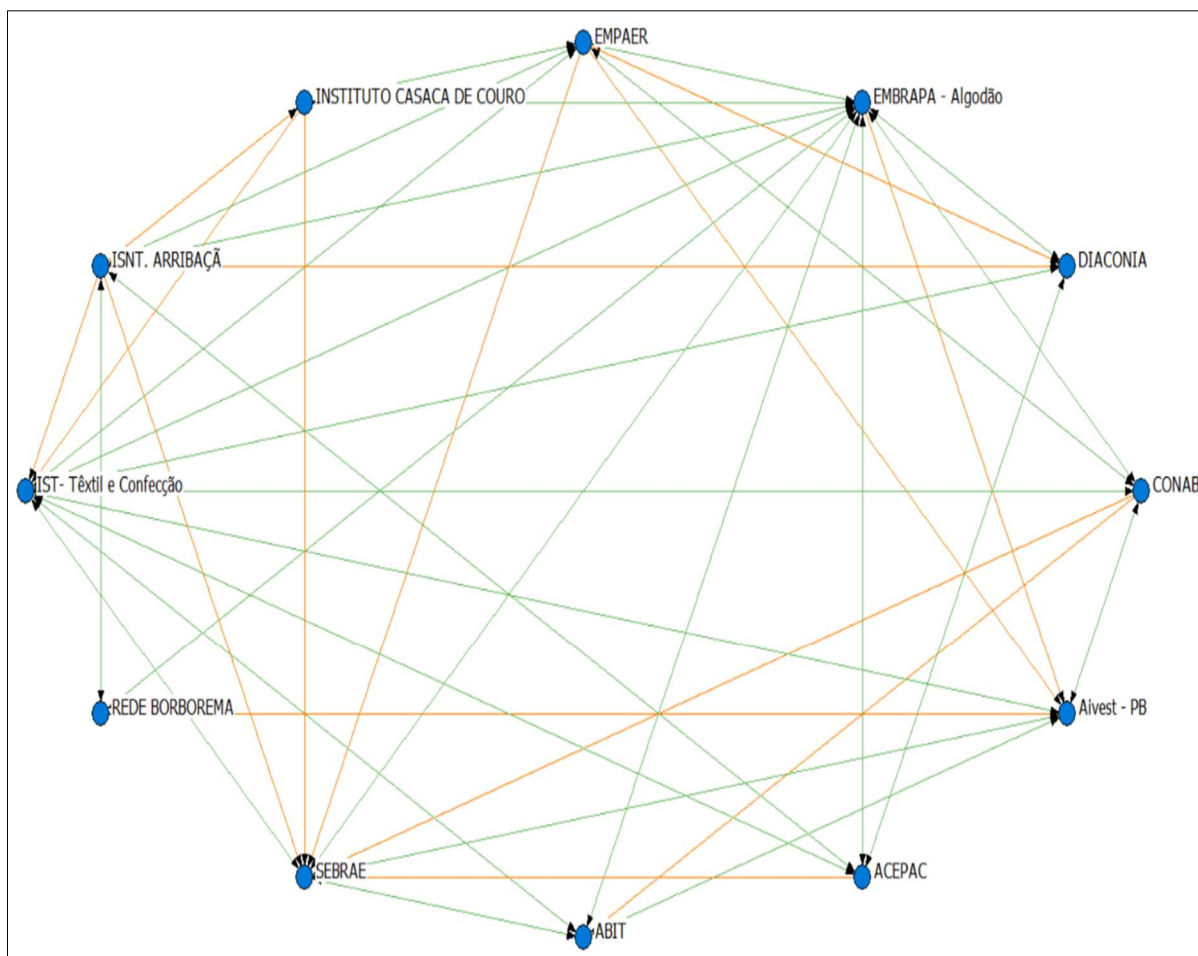 EMPAER
INSTITUTO CASACA DE COURO
EMBRAPA - Algodão
ISNT. ARRIBAÇÃ
DIACONIA
IST- Têxtil e Confecção
CONAB
REDE BORBOREMA
Aivest - PB
SEBRAE
ACEPAC
ABIT